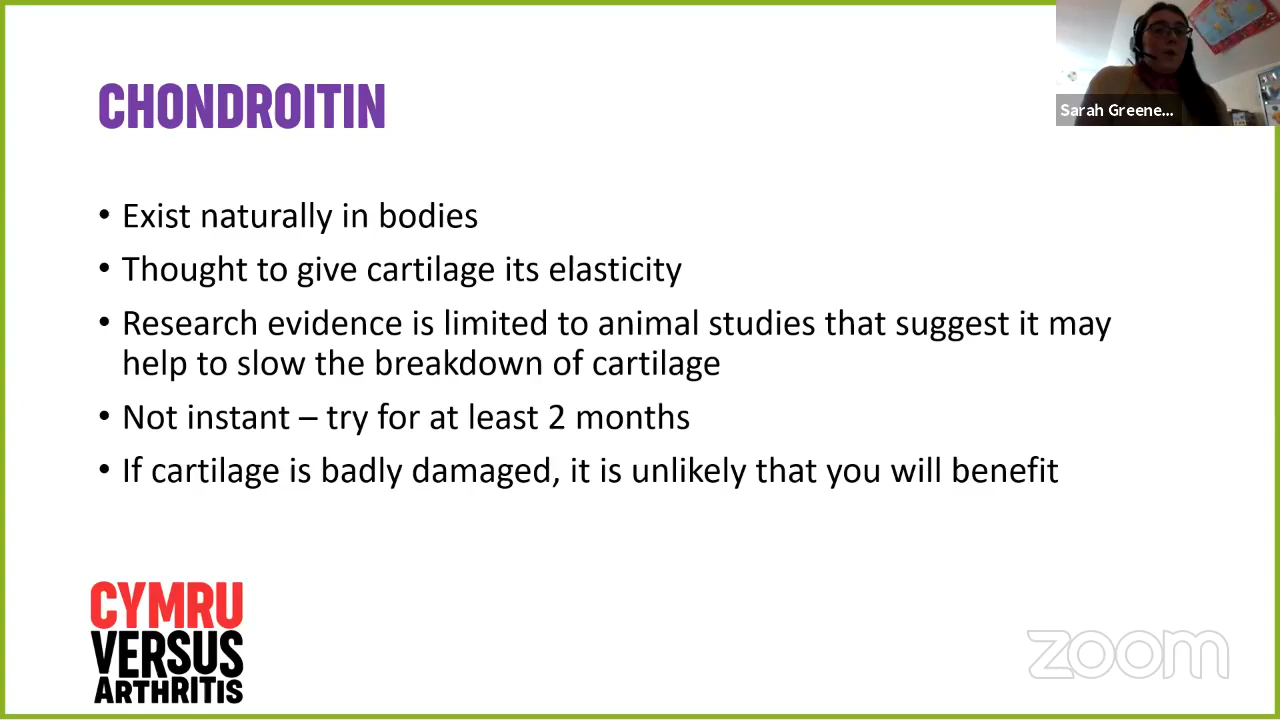 Sarah Greene...
CHONDROITIN
• Exist naturally in bodies
• Thought to give cartilage its elasticity
• Research evidence is limited to animal studies that suggest it may
help to slow the breakdown of cartilage
• Not instant – try for at least 2 months
• If cartilage is badly damaged, it is unlikely that you will benefit
CYMRU
VERSUS
ARTHRITIS
zoom